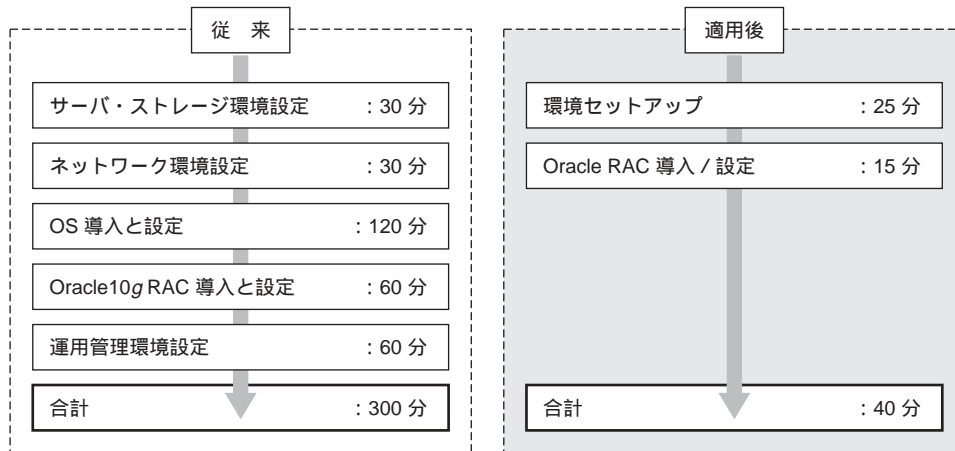 従 来
サーバ・ストレージ環境設定 : 30 分
ネットワーク環境設定 : 30 分
OS 導入と設定 : 120 分
Oracle10g RAC 導入と設定 : 60 分
運用管理環境設定 : 60 分
合計 : 300 分
適用後
環境セットアップ : 25 分
Oracle RAC 導入 / 設定 : 15 分
合計 : 40 分